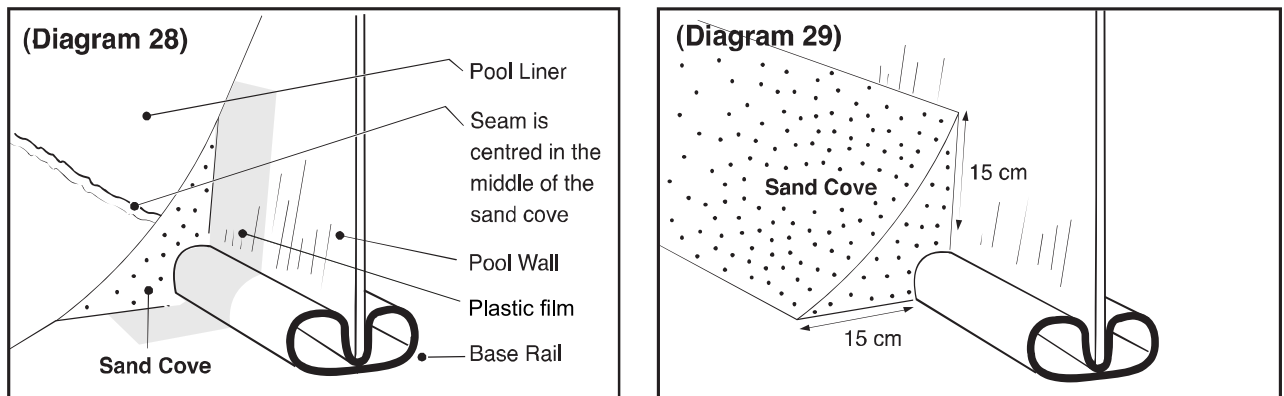 (Diagram 28)
Pool Liner
Seam is
centred in the
middle of the
sand cove
Pool Wall
Plastic film
Base Rail
Sand Cove
(Diagram 29)
Sand Cove
15 cm
15 cm